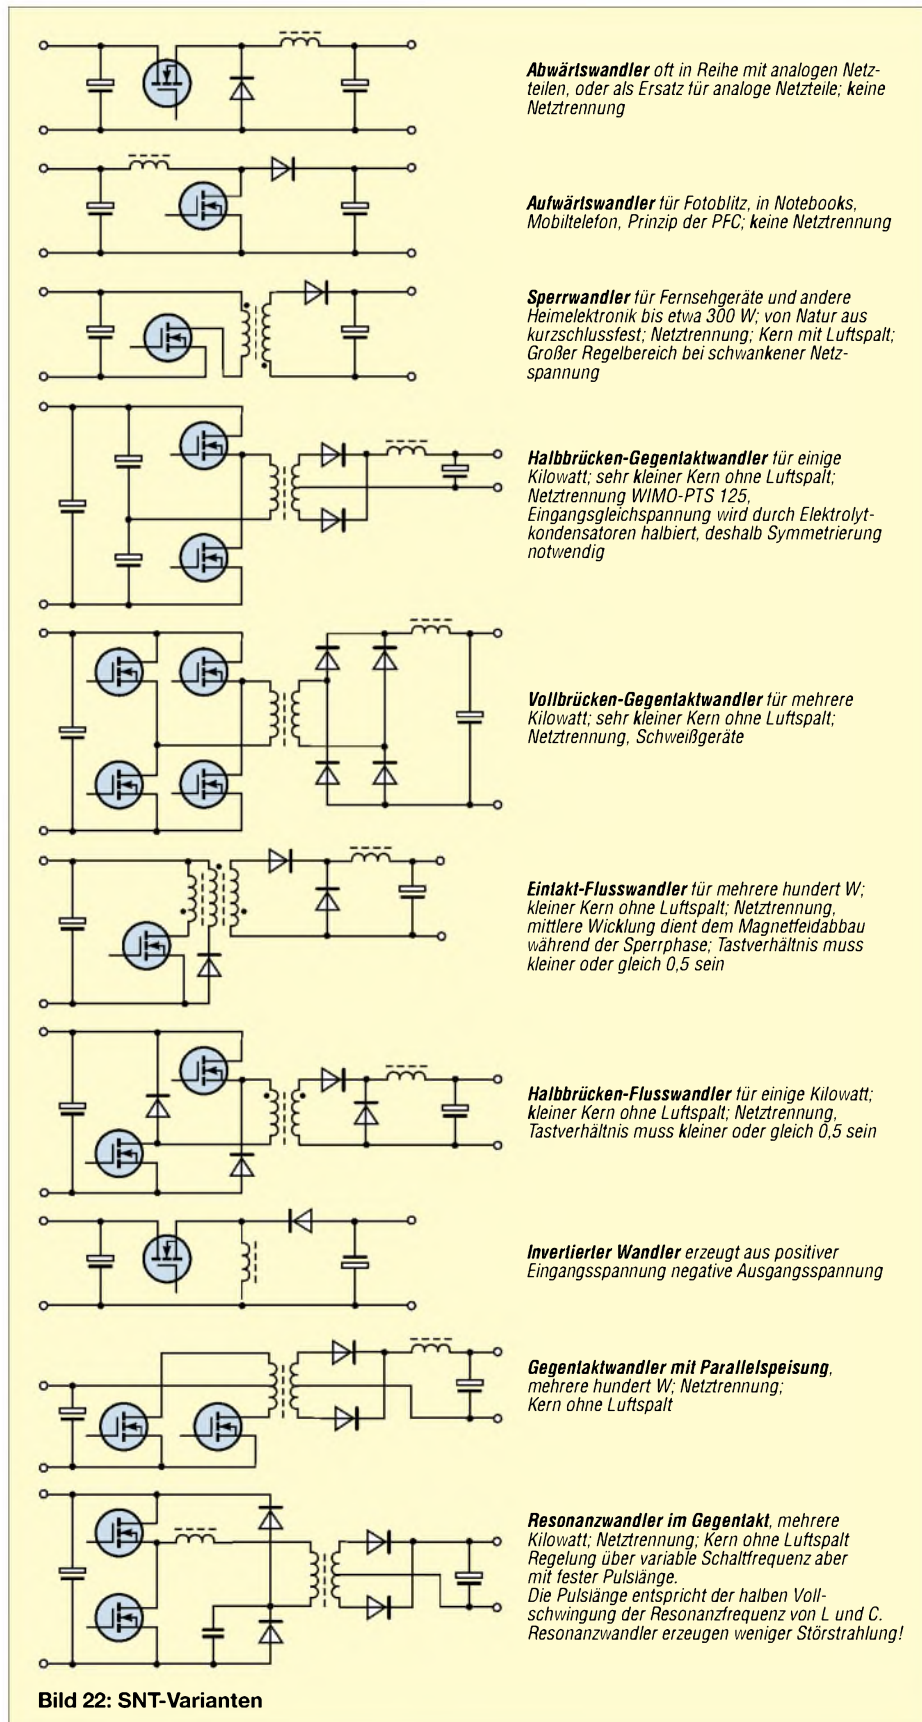 Abwärtswandler oft in Reihe mit analogen Netz-
teilen, oder als Ersatz für analoge Netzteile; keine
Netztrennung
Aufwärtswandler für Fotoblitz, in Notebooks,
Mobiltelefon, Prinzip der PFC; keine Netztrennung
Sperrwandler für Fernsehgeräte und andere
Heimelektronik bis etwa 300 W; von Natur aus
kurzschlussfest; Netztrennung; Kern mit Luftspalt;
Großer Regelbereich bei schwankener Netz-
spannung
Halbbrücken-Gegentaktwandler für einige
Kilowatt; sehr kleiner Kern ohne Luftspalt;
Netztrennung WIMO-PTS 125,
Eingangsgleichspannung wird durch Elektrolyt-
kondensatoren halbiert, deshalb Symmetrierung
notwendig
Vollbrücken-Gegentaktwandler für mehrere
Kilowatt; sehr kleiner Kern ohne Luftspalt;
Netztrennung, Schweißgeräte
Eintakt-Flusswandler für mehrere hundert W;
kleiner Kern ohne Luftspalt; Netztrennung,
mittlere Wicklung dient dem Magnetfeldabbau
während der Sperrphase; Tastverhältnis muss
kleiner oder gleich 0,5 sein
Halbbrücken-Flusswandler für einige Kilowatt;
kleiner Kern ohne Luftspalt; Netztrennung,
Tastverhältnis muss kleiner oder gleich 0,5 sein
Invertierter Wandler erzeugt aus positiver
Eingangsspannung negative Ausgangsspannung
Gegentaktwandler mit Parallelspeisung,
mehrere hundert W; Netztrennung;
Kern ohne Luftspalt
Resonanzwandler im Gegentakt, mehrere
Kilowatt; Netztrennung; Kern ohne Luftspalt
Regelung über variable Schaltfrequenz aber
mit fester Pulslänge.
Die Pulslänge entspricht der halben Voll-
schwingung der Resonanzfrequenz von L und C.
Resonanzwandler erzeugen weniger Störstrahlung!
Bild 22: SNT-Varianten